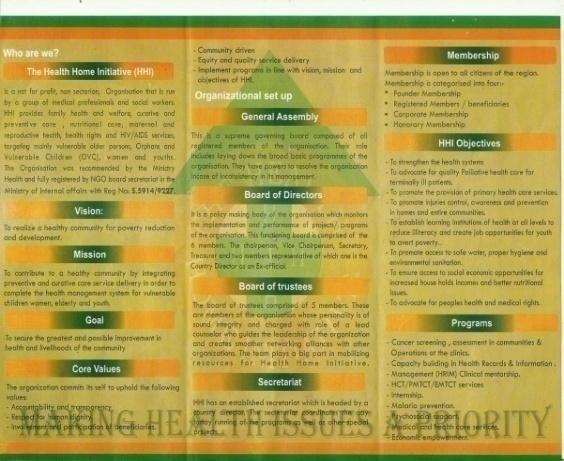 Who are we?
The Health Home Initiative (HHI)
Is a not for profit, non sectarian, Organisation that is run
by a group of medical professionals and social workers.
HHI provides family health and welfare, curative and
preventive care , nutritional care, maternal and
reproductive health, health rights and HIV/AIDS services,
targeting mainly vulnerable older persons, Orphans and
Vulnerable Children (OVC), women and youths.
The Organisation was recommended by the Ministry
Health and fully registered by NGO board secretariat in the
Ministry of Internal affairs with Reg No: S.5914/9227.
Vision:
To realize a healthy community for poverty reduction
and development.
Mission
To contribute to a healthy community by integrating
preventive and curative care service delivery in order to
complete the health management system for vulnerable
children women, elderly and youth.
Goal
To secure the greatest and possible improvement in
health and livelihoods of the community
Core Values
The organization commits its self to uphold the following
values:
- Accountability and transparency
- Respect for human dignity.
- Involvement and participation of beneficiaries.
- Community driven
- Equity and quality service delivery
- Implement programs in line with vision, mission and
objectives of HHI.
Organizational set up
General Assembly
This is a supreme governing board composed of all
registered members of the organisation. Their role
includes laying down the broad basic programmes of the
organisation. They have powers to resolve the organisation
incase of inconsistency in its management.
Board of Directors
It is a policy making body of the organisation which monitors
the implementation and performance of projects/ programs
of the organisation. This functioning board is comprised of the
6 members. The chairperson, Vice Chairperson, Secretary,
Treasurer and two members representative of which one is the
Country Director as an Ex-official.
Board of trustees
The board of trustees comprised of 5 members. These
are members of the organisation whose personality is of
sound integrity and charged with role of a lead
counselor who guides the leadership of the organization
and creates smoother networking alliances with other
organizations. The team plays a big part in mobilizing
resources for Health Home Initiative.
Secretariat
HHI has an established secretariat which is headed by a
country director. The secretariat coordinates the day
today running of the programs as well as other special
projects.
Membership
Membership is open to all citizens of the region.
Membership is categorised into four:-
* Founder Membership
* Registered Members / beneficiaries
* Corporate Membership
* Honorary Membership
HHI Objectives
- To strengthen the health systems
- To advocate for quality Palliative health care for
terminally ill patients.
- To promote the provision of primary health care services.
- To promote injuries control, awareness and prevention
in homes and entire communities.
- To establish learning institutions of health at all levels to
reduce illiteracy and create job opportunities for youth
to avert poverty..
- To promote access to safe water, proper hygiene and
environmental sanitation.
- To ensure access to social economic opportunities for
increased house holds incomes and better nutritional
issues.
- To advocate for peoples health and medical rights.
Programs
- Cancer screening , assessment in communities &
Operations at the clinics.
- Capacity building in Health Records & Information .
- Management (HRIM) Clinical mentorship.
- HCT/PMTCT/EMTCT services
- Internship.
- Malaria prevention.
- Psychosocial support.
- Medical and health care services.
- Economic empowerment.
MAKING HEALTH ISSUES A PRIORITY